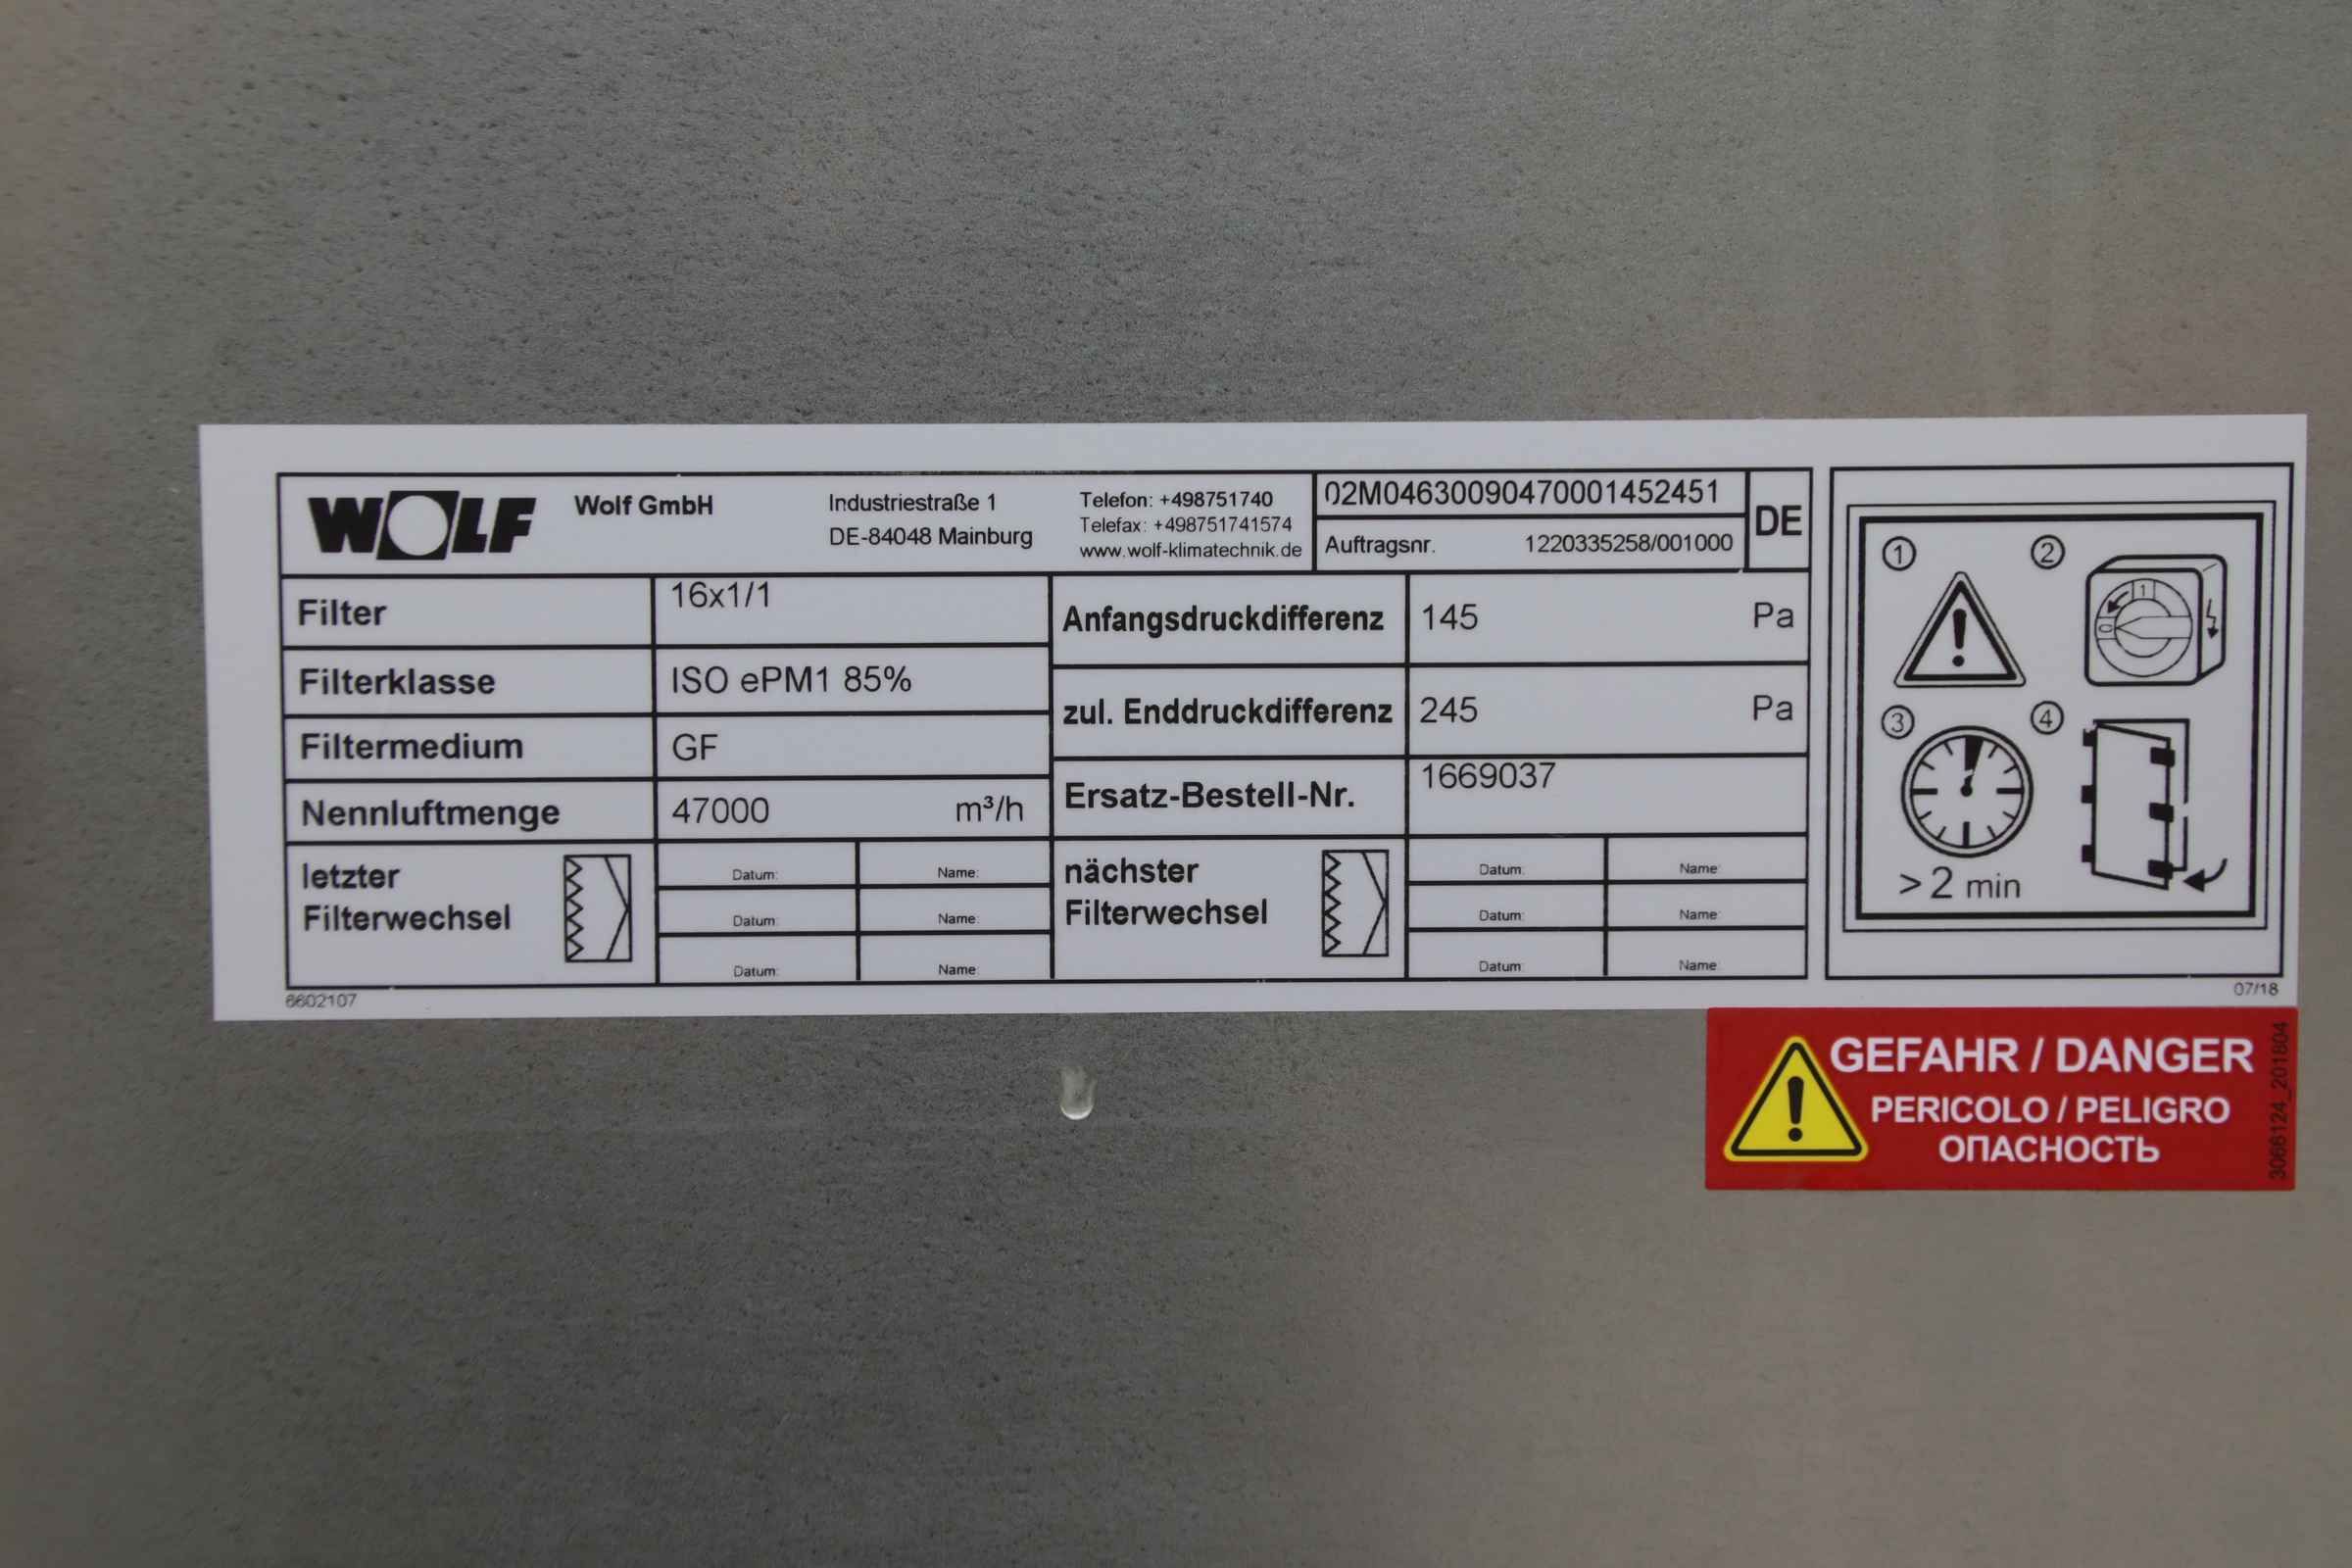 WOLF
Wolf GmbH
Industriestraße 1
DE-84048 Mainburg
Telefon: +498751740
Telefax: +498751741574
www.wolf-klimatechnik.de
02M04630090470001452451
Auftragsnr. 1220335258/001000
DE
Filter 16x1/1
Filterklasse ISO ePM1 85%
Filtermedium GF
Nennluftmenge 47000 m³/h
Anfangsdruckdifferenz 145 Pa
zul. Enddruckdifferenz 245 Pa
Ersatz-Bestell-Nr. 1669037
letzter
Filterwechsel
Datum: Name:
Datum: Name:
Datum: Name:
nächster
Filterwechsel
Datum: Name:
Datum: Name:
Datum: Name:
6602107
1 2
1
0
3 4
>2 min
07/18
GEFAHR / DANGER
PERICOLO / PELIGRO
ОПАСНОСТЬ
3066124_201804